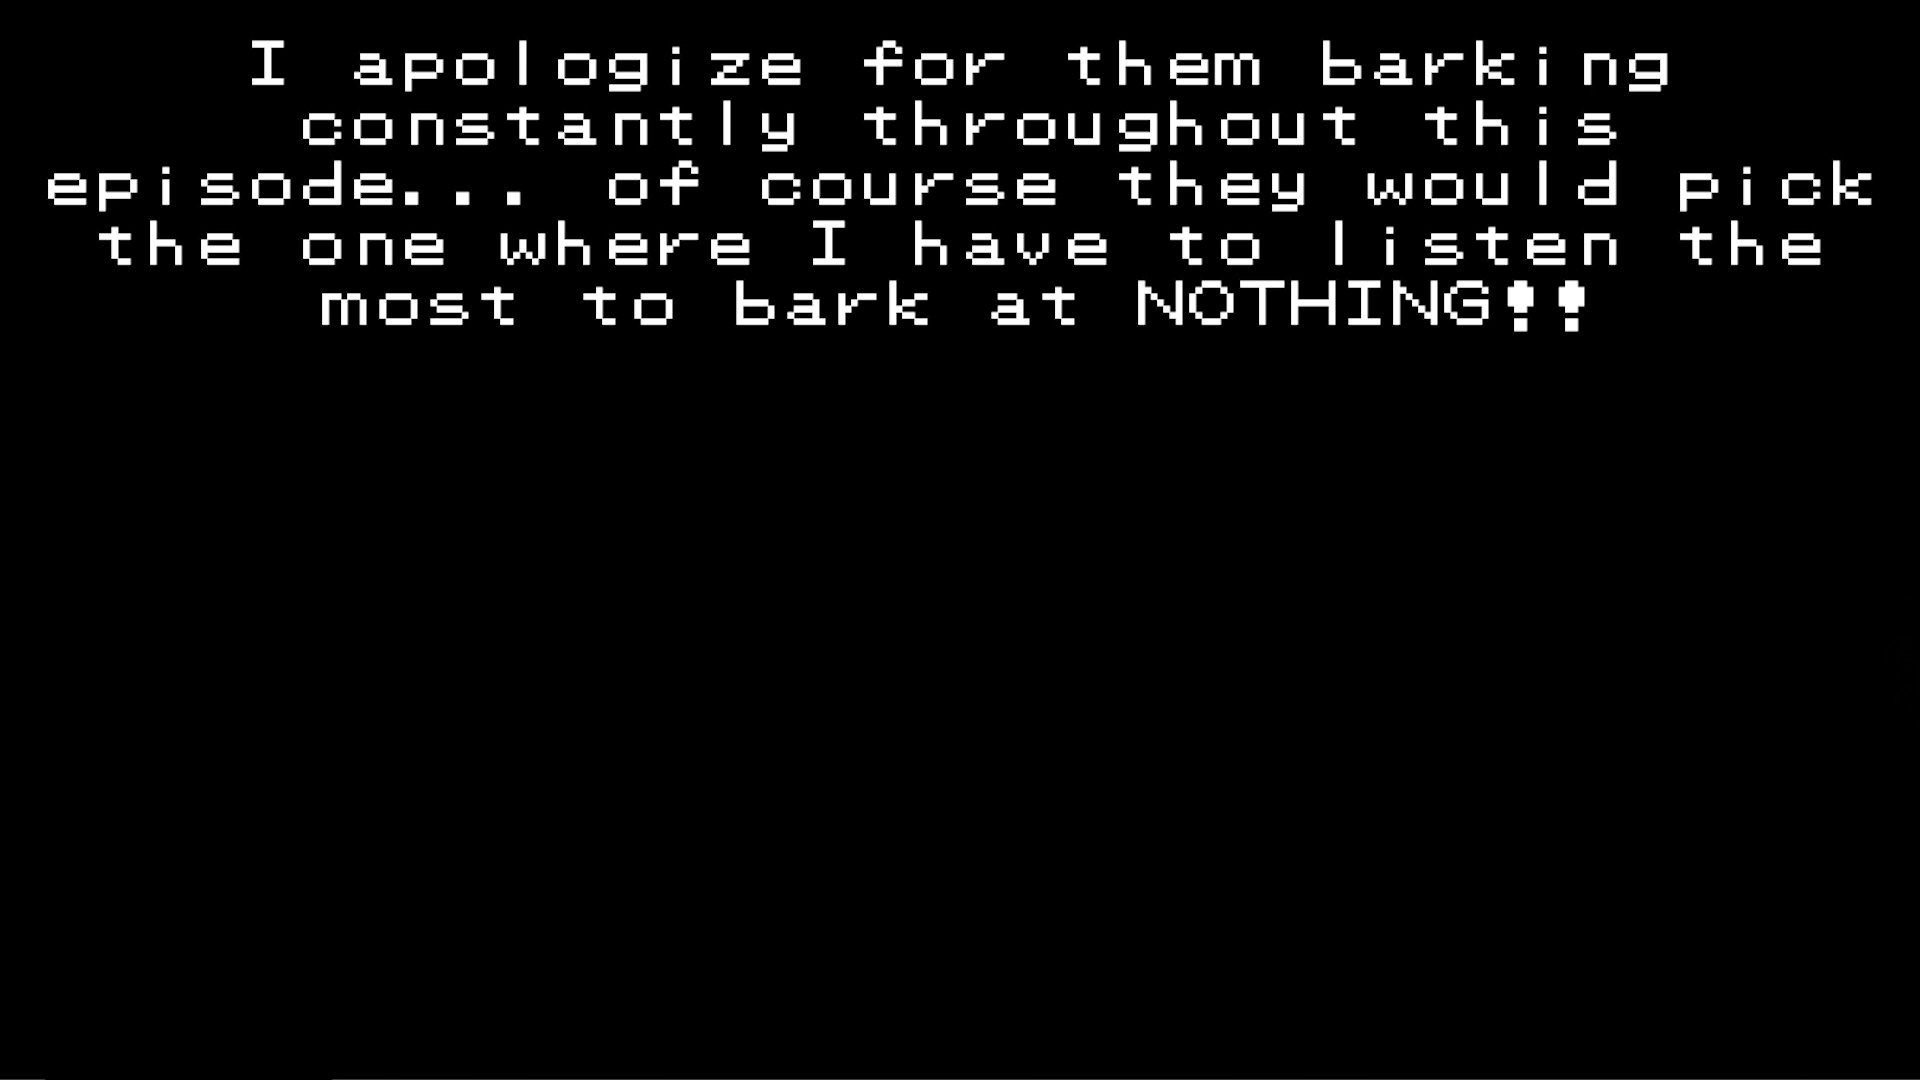 I apologize for them barking
constantly throughout this
episode... of course they would pick
the one where I have to listen the
most to bark at NOTHING!!